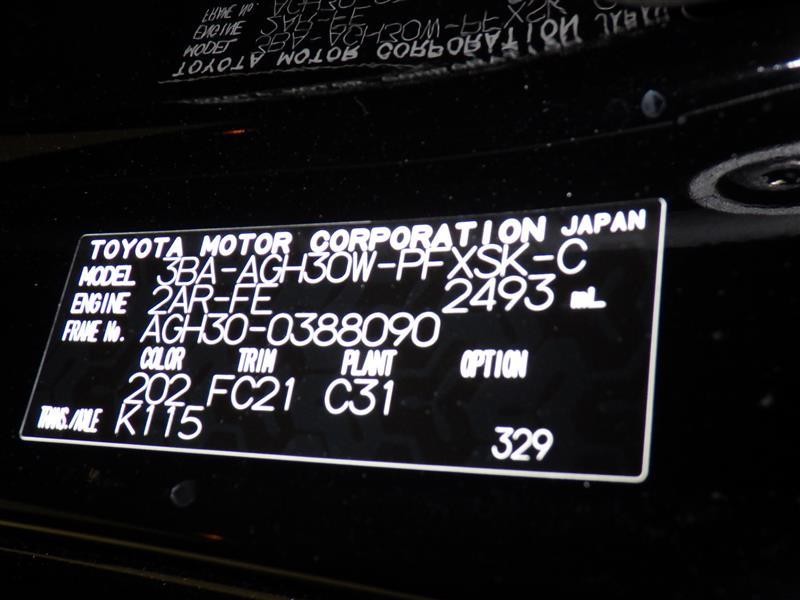 TOYOTA MOTOR CORPORATION JAPAN
MODEL 3BA-AGH30W-PFXSK-C
ENGINE 2AR-FE 2493 mL
FRAME No. AGH30-0388090
COLOR TRIM PLANT OPTION
202 FC21 C31
TRANS./AXLE K115
329